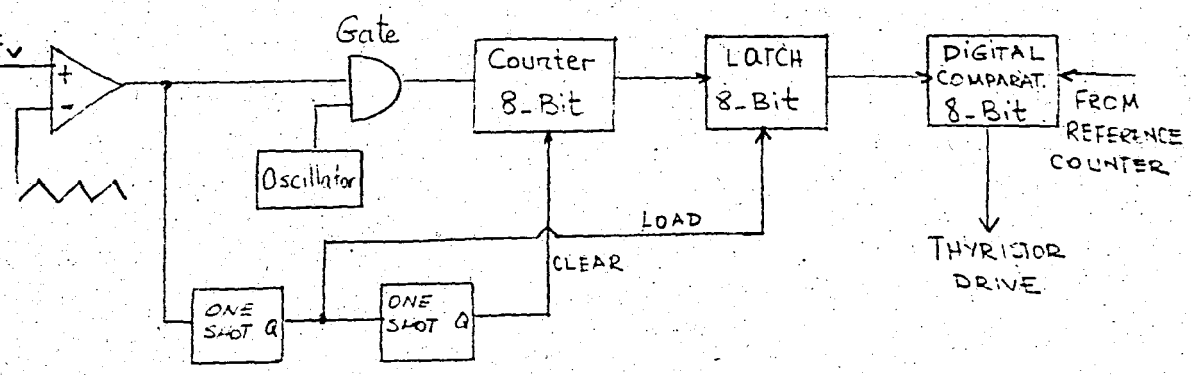 Gate
+
-
Counter
8-Bit
LATCH
8-Bit
DIGITAL
COMPARAT.
8-Bit
FROM
REFERENCE
COUNTER
Oscillator
LOAD
CLEAR
THYRISTOR
DRIVE
ONE
SHOT Q
ONE
SHOT Q